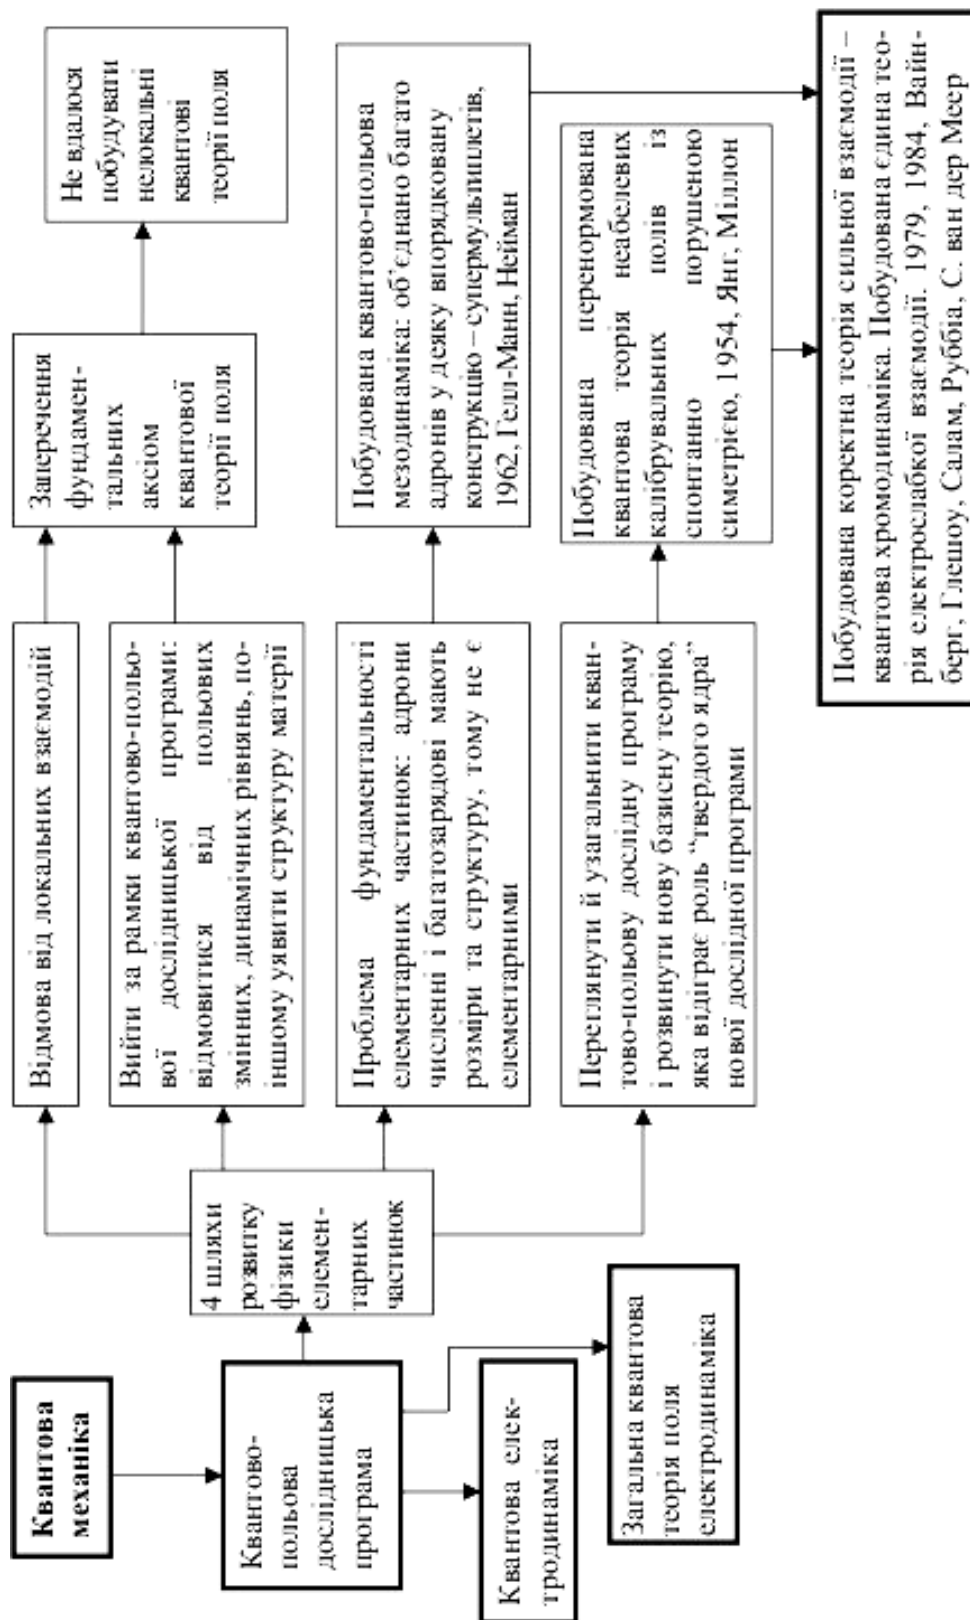 Квантова
механіка
Квантово-
польова
дослідницька
програма
Квантова елек-
тродинаміка
Загальна квантова
теорія поля
електродинаміка
4 шляхи
розвитку
фізики
елемен-
тарних
частинок
Відмова від локальних взаємодій
Вийти за рамки квантово-польо-
вої дослідницької програми:
відмовитися від польових
змінних, динамічних рівнянь, по-
іншому уявити структуру матерії
Проблема фундаментальності
елементарних частинок: адрони
численні і багатозарядові мають
розміри та структуру, тому не є
елементарними
Переглянути й узагальнити кван-
тово-польову дослідну програму
і розвинути нову базисну теорію,
яка відіграє роль “твердого ядра”
нової дослідної програми
Заперечення
фундамен-
тальних
аксіом
квантової
теорії поля
Не вдалося
побудувати
нелокальні
квантові
теорії поля
Побудована квантово-польова
мезодинаміка: об’єднано багато
адронів у деяку впорядковану
конструкцію – супермультиплетів,
1962, Гелл-Манн, Нейман
Побудована перенормована
квантова теорія неабелевих
калібрувальних полів із
спонтанно порушеною
симетрією, 1954, Янг, Міллон
Побудована коректна теорія сильної взаємодії –
квантова хромодинаміка. Побудована єдина тео-
рія електрослабкої взаємодії. 1979, 1984, Вайн-
берг, Глешоу, Салам, Руббіа, С. ван дер Меер